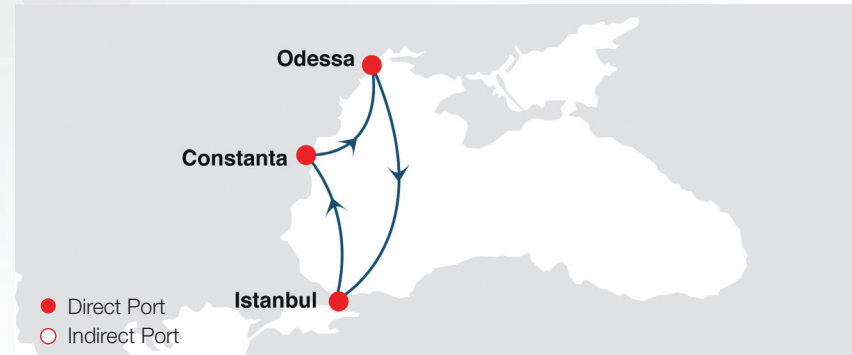 Odessa
Constanta
Istanbul
Direct Port
Indirect Port